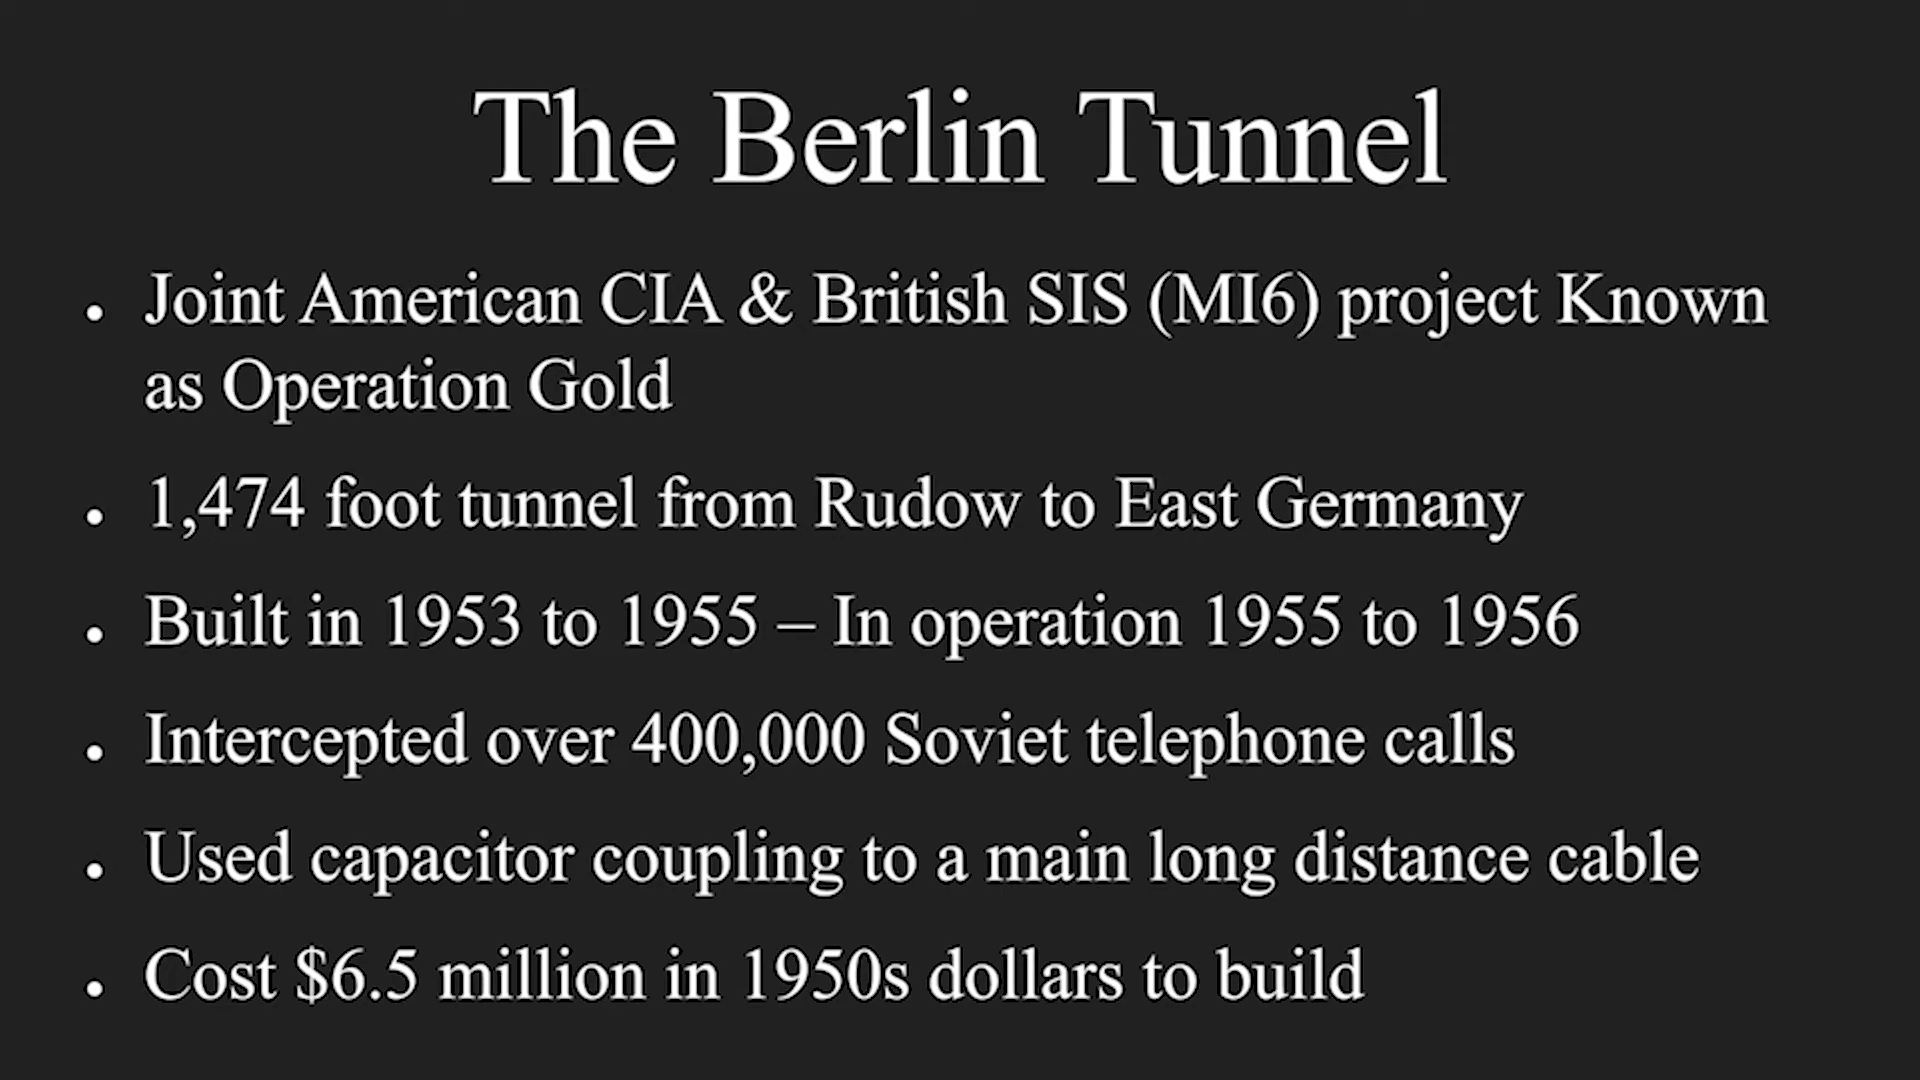 The Berlin Tunnel
• Joint American CIA & British SIS (MI6) project Known
as Operation Gold
• 1,474 foot tunnel from Rudow to East Germany
• Built in 1953 to 1955 – In operation 1955 to 1956
• Intercepted over 400,000 Soviet telephone calls
• Used capacitor coupling to a main long distance cable
• Cost $6.5 million in 1950s dollars to build